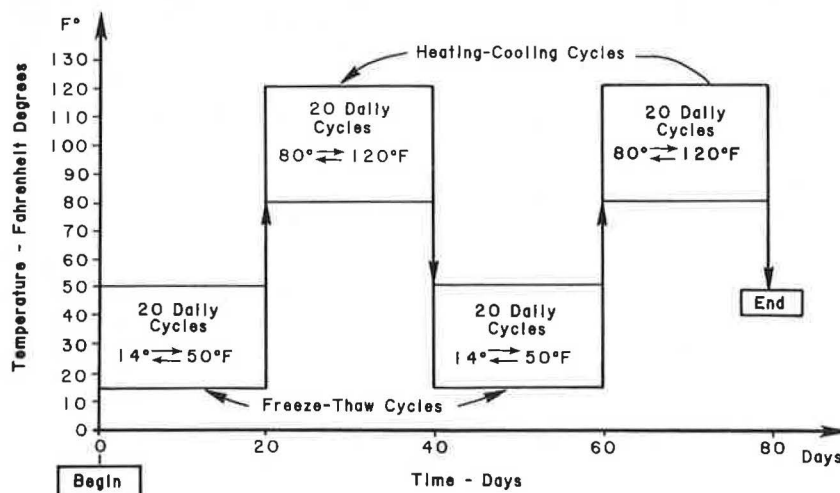 F°
Heating-Cooling Cycles
130
120
110
100
90
80
70
60
50
40
30
20
10
0
Temperature - Fahrenheit Degrees
20 Daily
Cycles
80° ⇄ 120°F
20 Daily
Cycles
80° ⇄ 120°F
20 Daily
Cycles
14° ⇄ 50°F
20 Daily
Cycles
14° ⇄ 50°F
End
Freeze-Thaw Cycles
0
20
40
60
80
Days
Begin
Time - Days